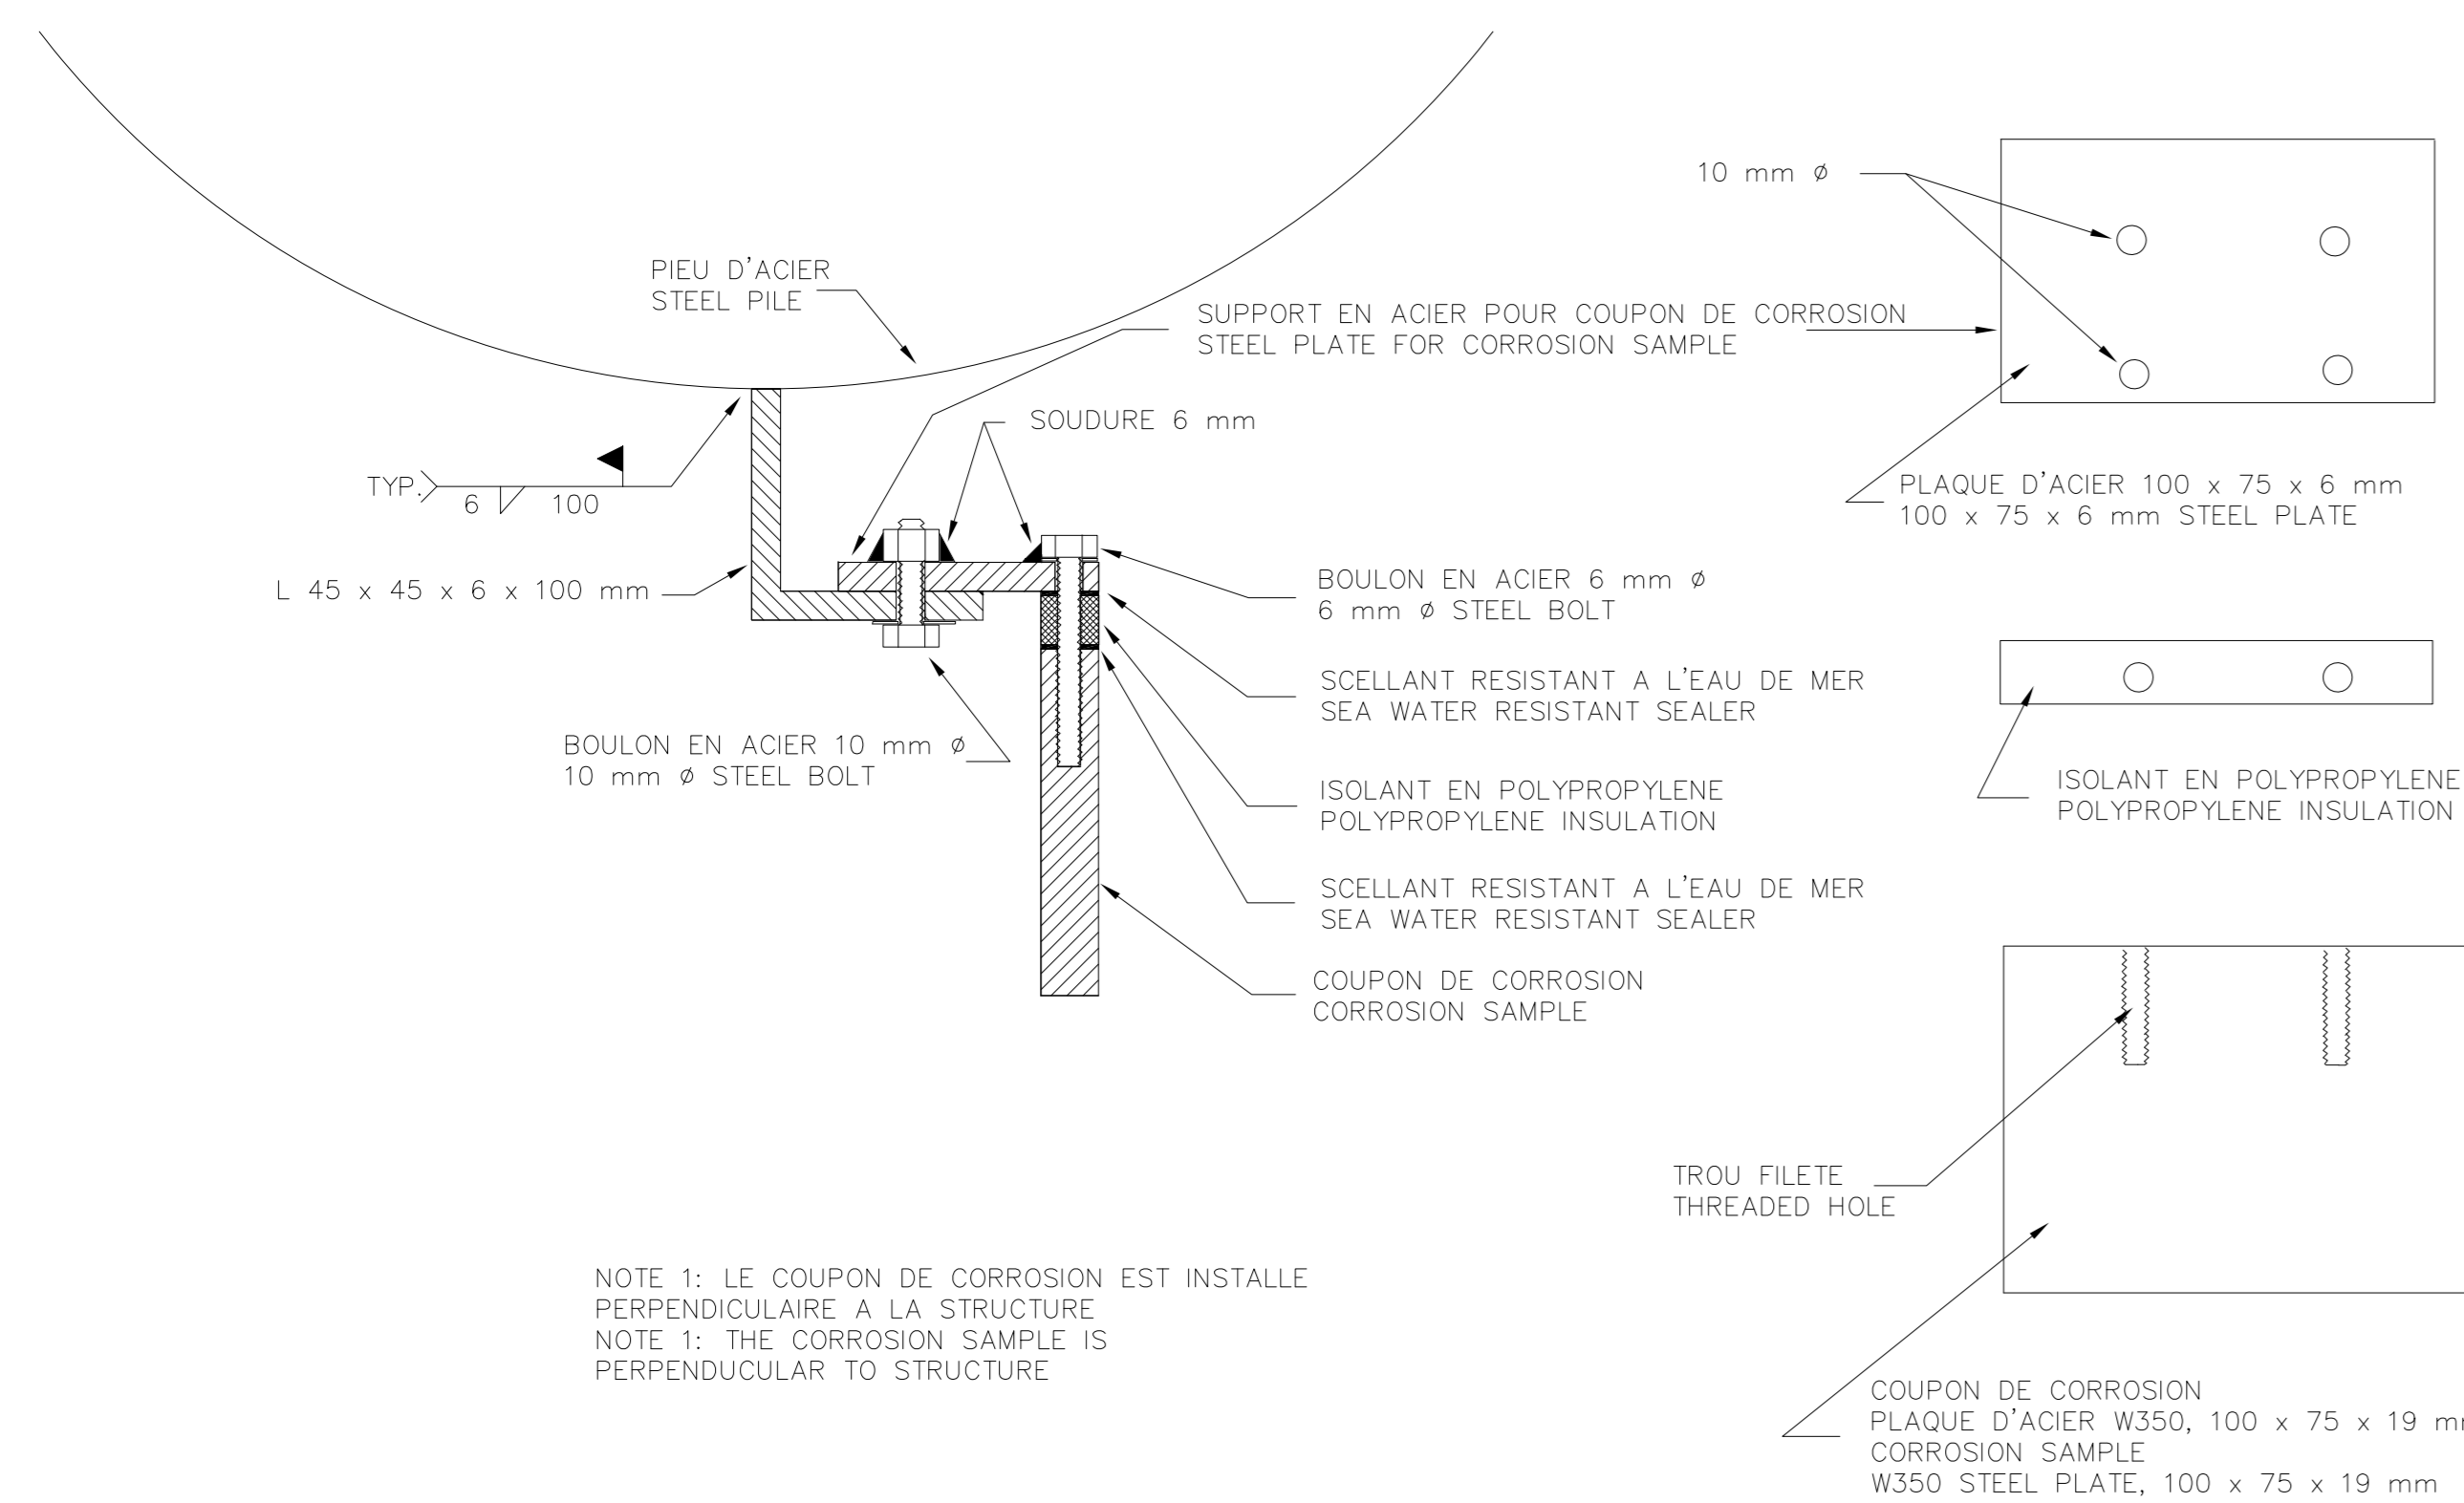 10 mm ø
PIEU D'ACIER
STEEL PILE
SUPPORT EN ACIER POUR COUPON DE CORROSION
STEEL PLATE FOR CORROSION SAMPLE
SOUDURE 6 mm
TYP.
6 100
PLAQUE D'ACIER 100 x 75 x 6 mm
100 x 75 x 6 mm STEEL PLATE
L 45 x 45 x 6 x 100 mm
BOULON EN ACIER 6 mm ø
6 mm ø STEEL BOLT
SCELLANT RESISTANT A L'EAU DE MER
SEA WATER RESISTANT SEALER
BOULON EN ACIER 10 mm ø
10 mm ø STEEL BOLT
ISOLANT EN POLYPROPYLENE
POLYPROPYLENE INSULATION
ISOLANT EN POLYPROPYLENE
POLYPROPYLENE INSULATION
SCELLANT RESISTANT A L'EAU DE MER
SEA WATER RESISTANT SEALER
COUPON DE CORROSION
CORROSION SAMPLE
TROU FILETE
THREADED HOLE
NOTE 1: LE COUPON DE CORROSION EST INSTALLE
PERPENDICULAIRE A LA STRUCTURE
NOTE 1: THE CORROSION SAMPLE IS
PERPENDUCULAR TO STRUCTURE
COUPON DE CORROSION
PLAQUE D'ACIER W350, 100 x 75 x 19 m
CORROSION SAMPLE
W350 STEEL PLATE, 100 x 75 x 19 mm